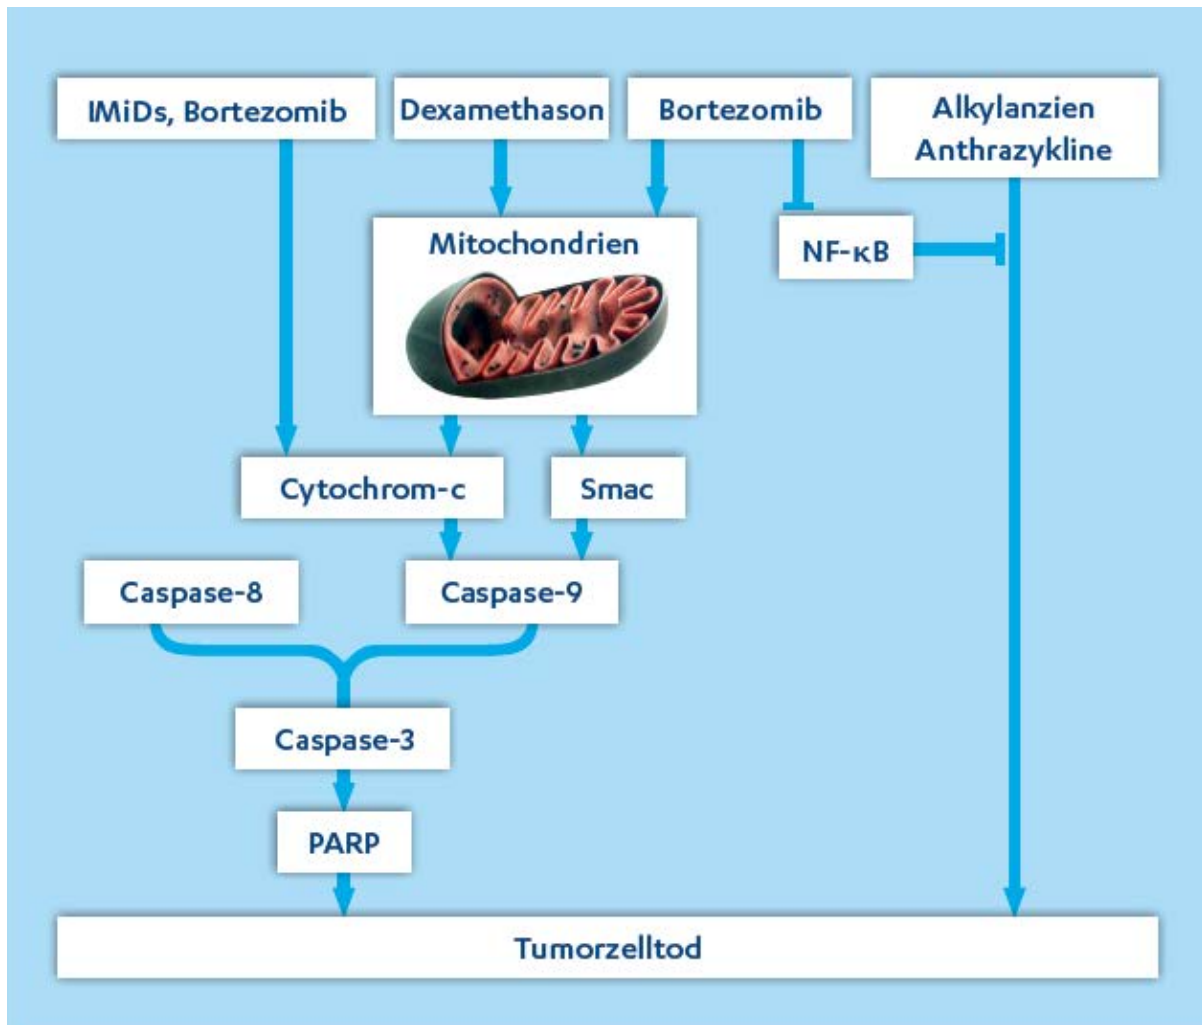 IMiDs, Bortezomib
Dexamethason
Bortezomib
Alkylanzien
Anthrazykline
Mitochondrien
NF-κB
Cytochrom-c
Smac
Caspase-8
Caspase-9
Caspase-3
PARP
Tumorzelltod